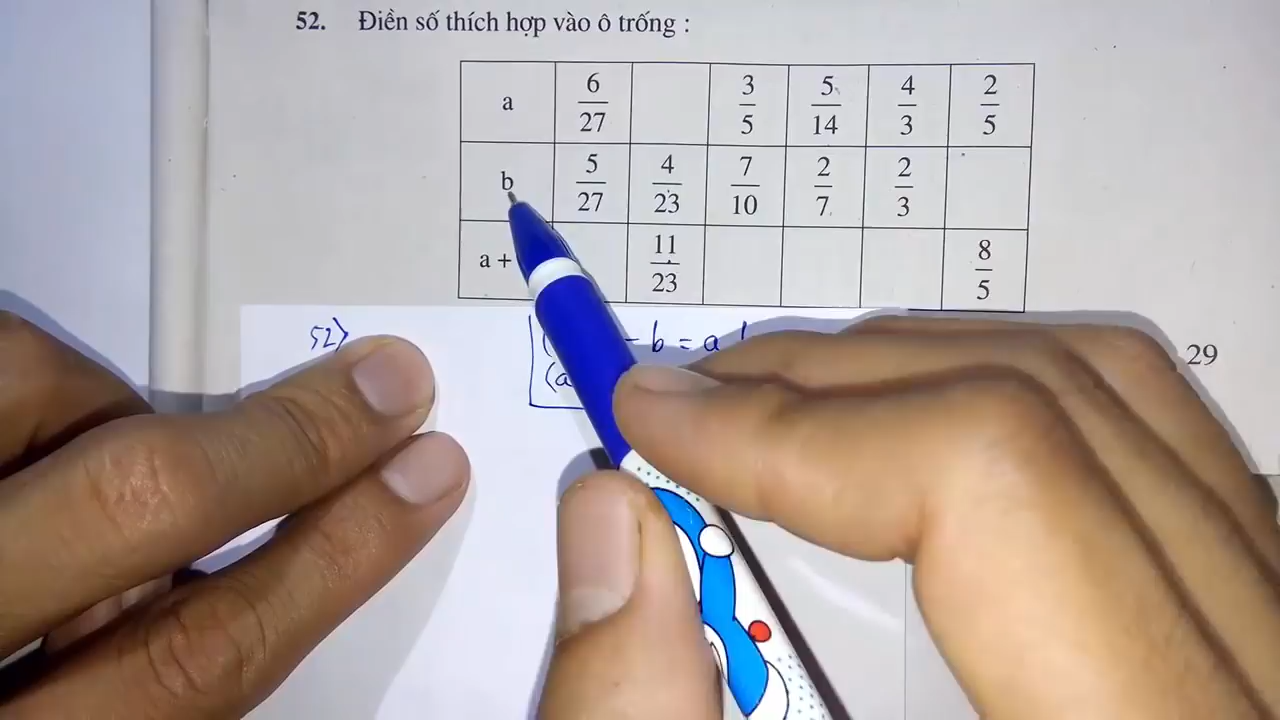 52. Điền số thích hợp vào ô trống :
a 6/27 3/5 5/14 4/3 2/5
b 5/27 4/23 7/10 2/7 2/3
a + 11/23 8/5
52) ( - b = a
(a
29